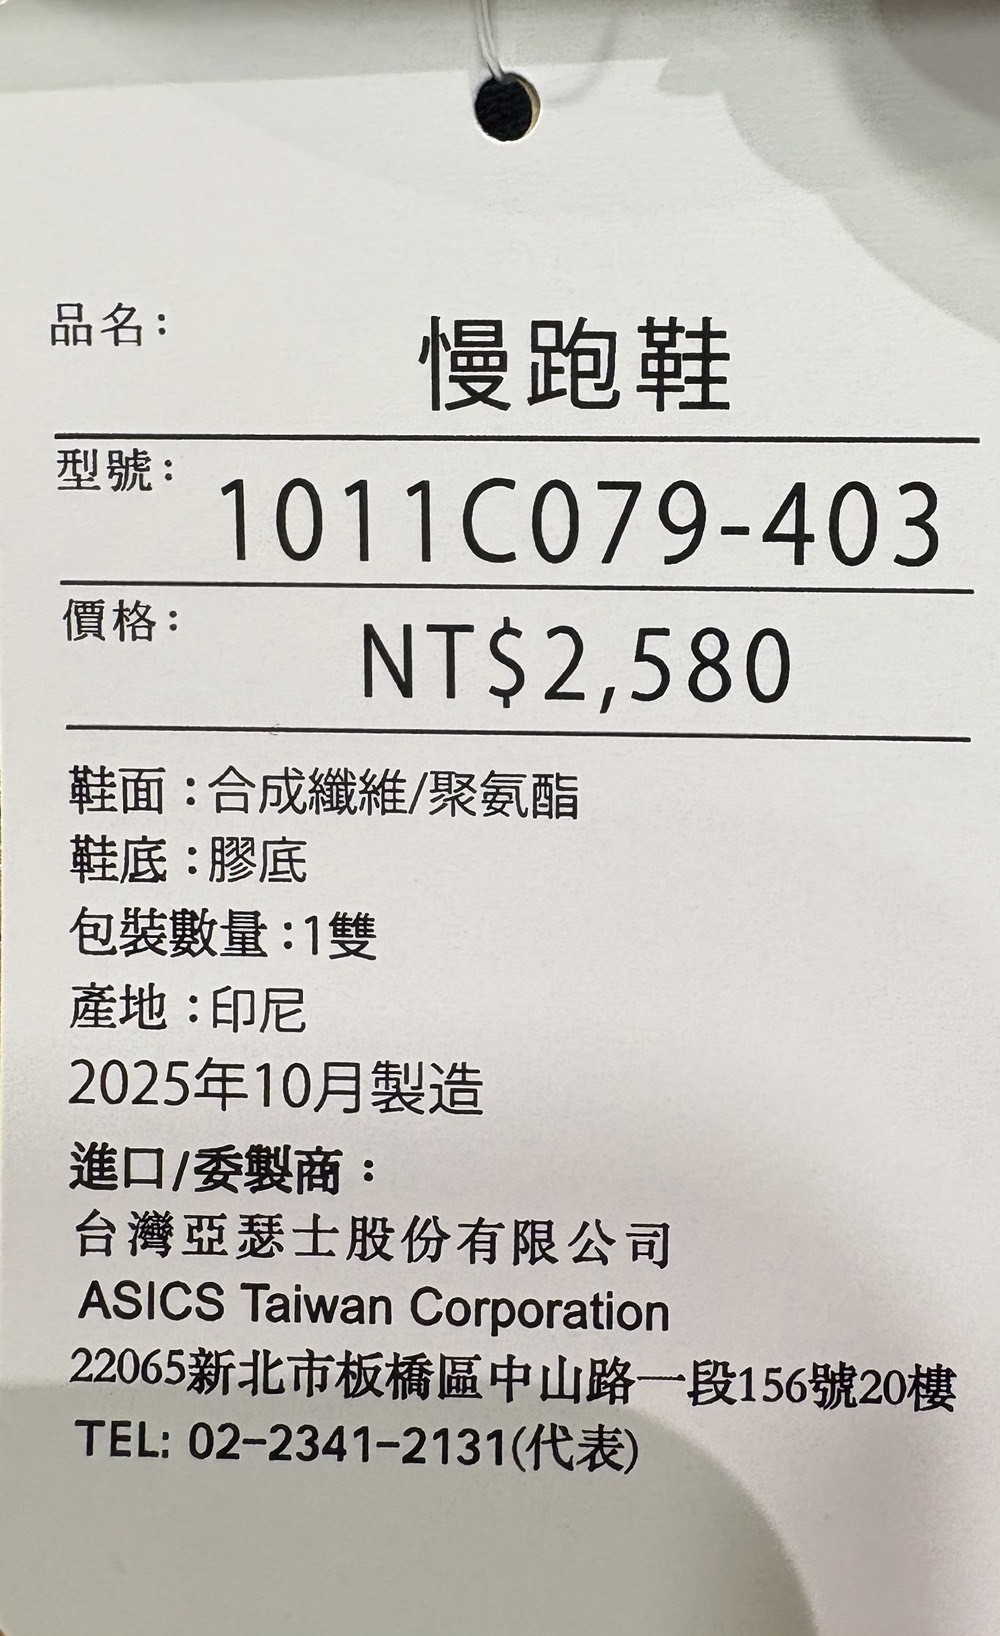 品名：慢跑鞋
型號：1011C079-403
價格：NT$2,580
鞋面：合成纖維/聚氨酯
鞋底：膠底
包裝數量：1雙
產地：印尼
2025年10月製造
進口/委製商：
台灣亞瑟士股份有限公司
ASICS Taiwan Corporation
22065新北市板橋區中山路一段156號20樓
TEL: 02-2341-2131(代表)